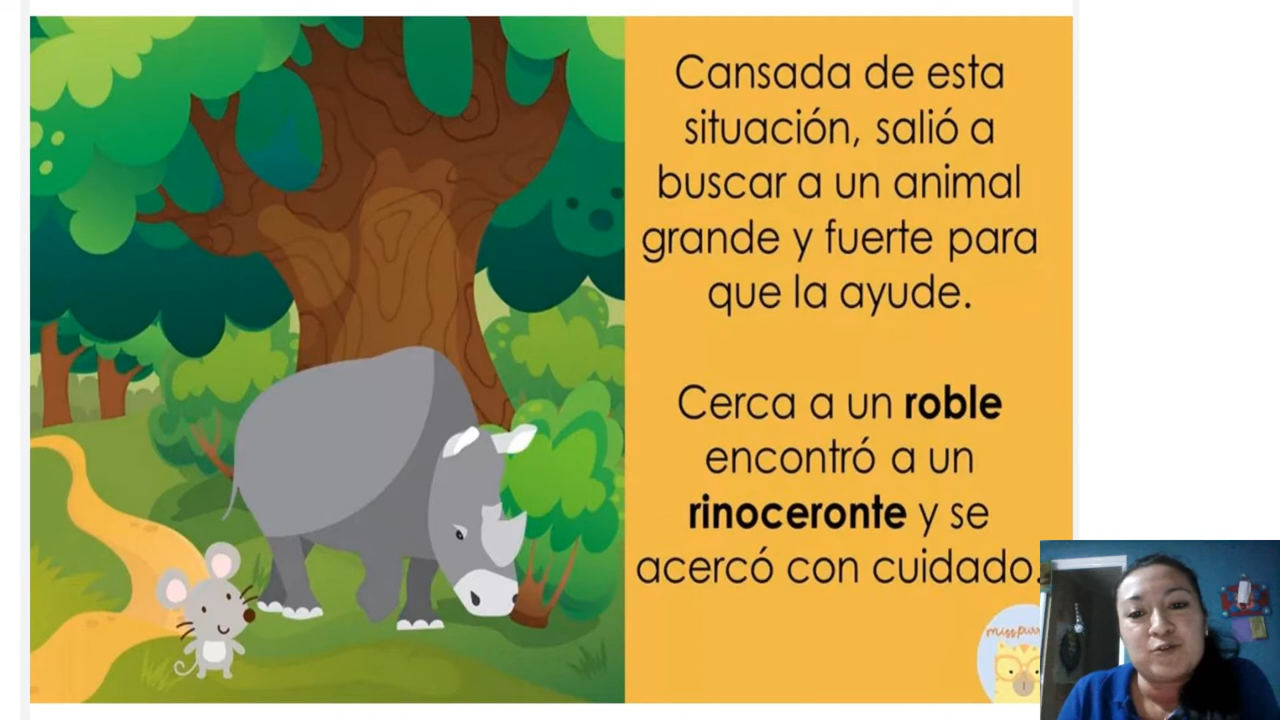 Cansada de esta
situación, salió a
buscar a un animal
grande y fuerte para
que la ayude.
Cerca a un roble
encontró a un
rinoceronte y se
acercó con cuidado.